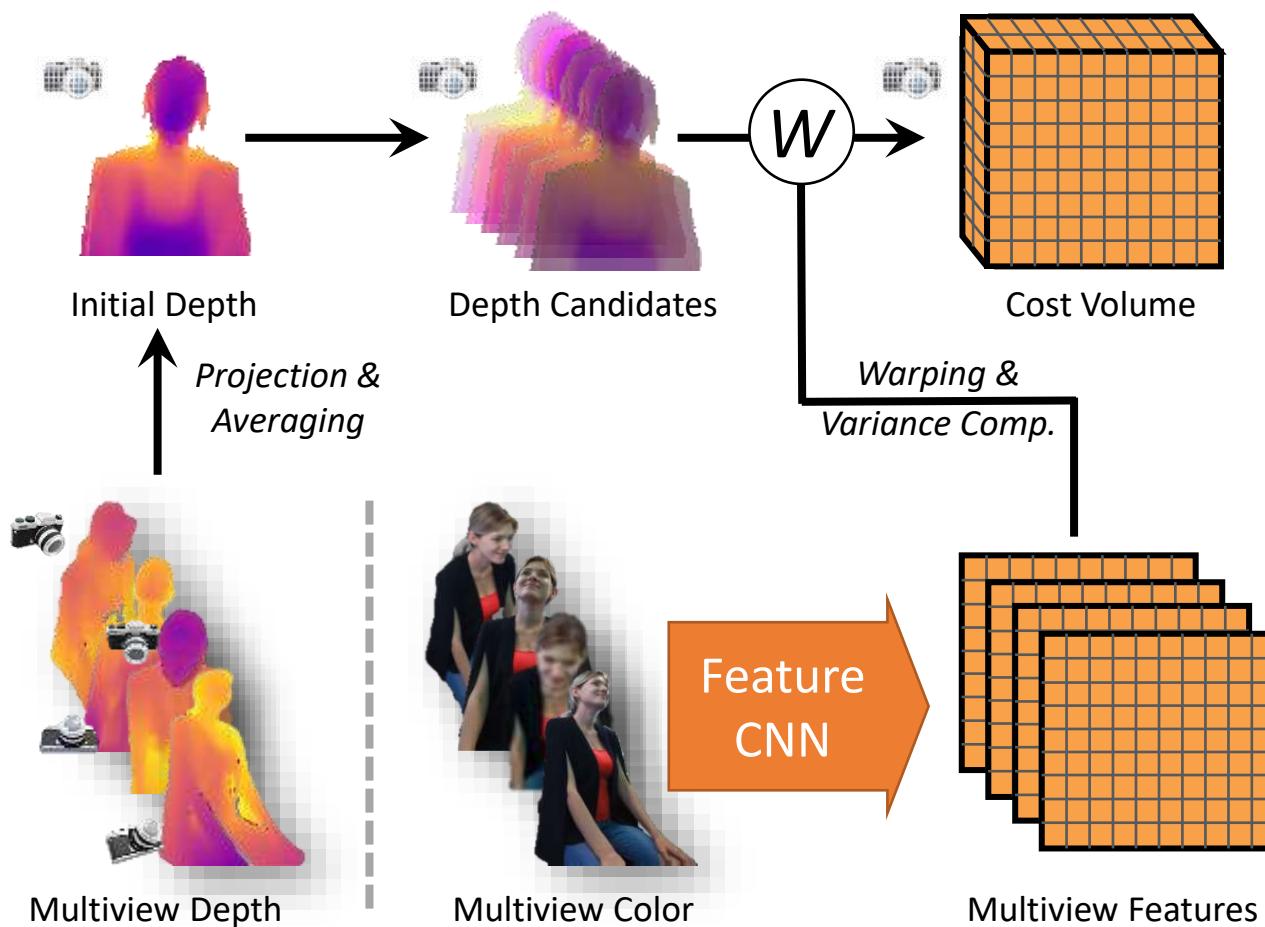 W
Initial Depth
Depth Candidates
Cost Volume
Projection &
Averaging
Warping &
Variance Comp.
Feature
CNN
Multiview Depth
Multiview Color
Multiview Features